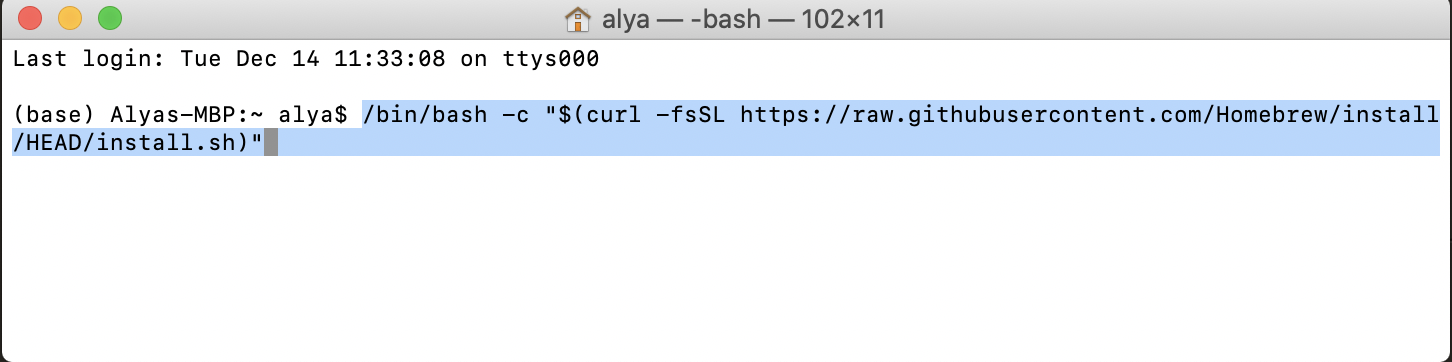 alya — -bash — 102×11
Last login: Tue Dec 14 11:33:08 on ttys000
(base) Alyas-MBP:~ alya$ /bin/bash -c "$(curl -fsSL https://raw.githubusercontent.com/Homebrew/install
/HEAD/install.sh)"